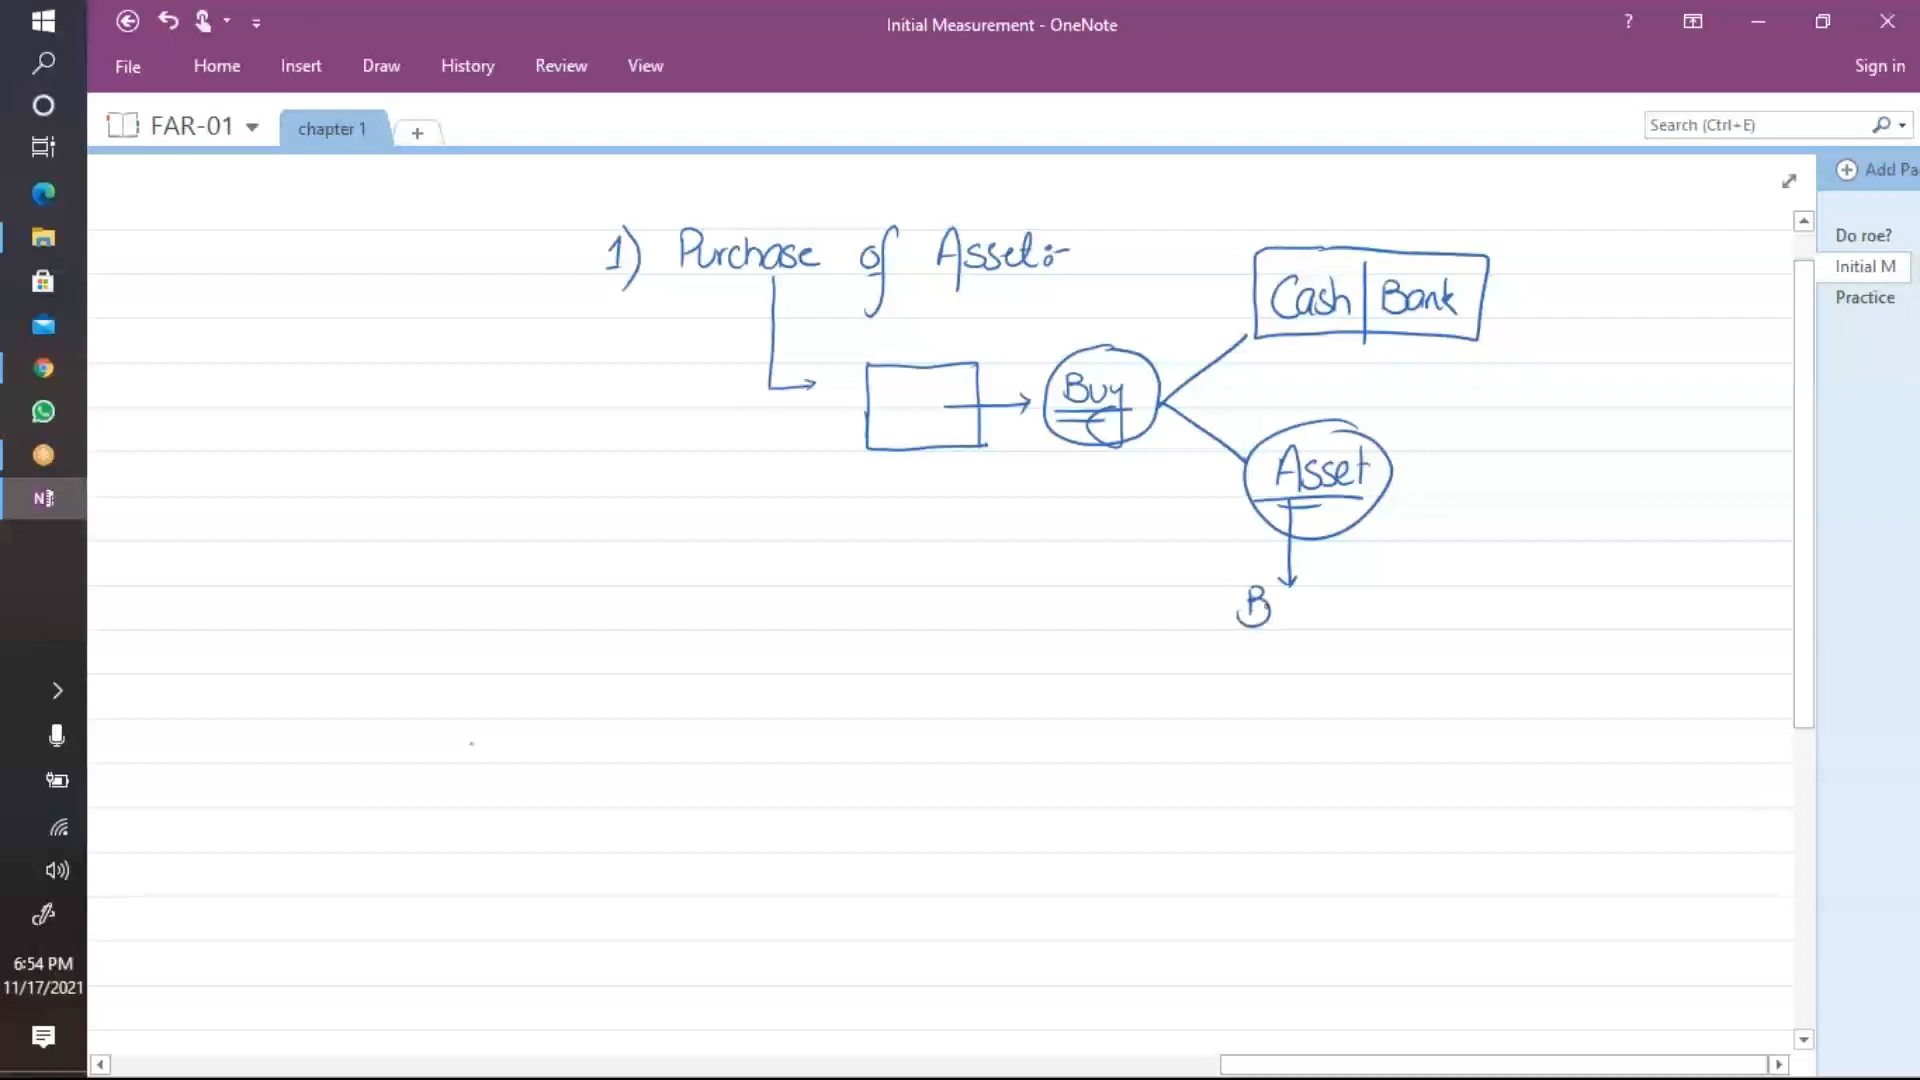 Initial Measurement - OneNote
?
File Home Insert Draw History Review View
Sign in
FAR-01 chapter 1 +
Search (Ctrl+E)
Add Pa
Do roe?
Initial M
Practice
1) Purchase of Asset:-
Cash | Bank
Buy
Asset
B
N
6:54 PM
11/17/2021